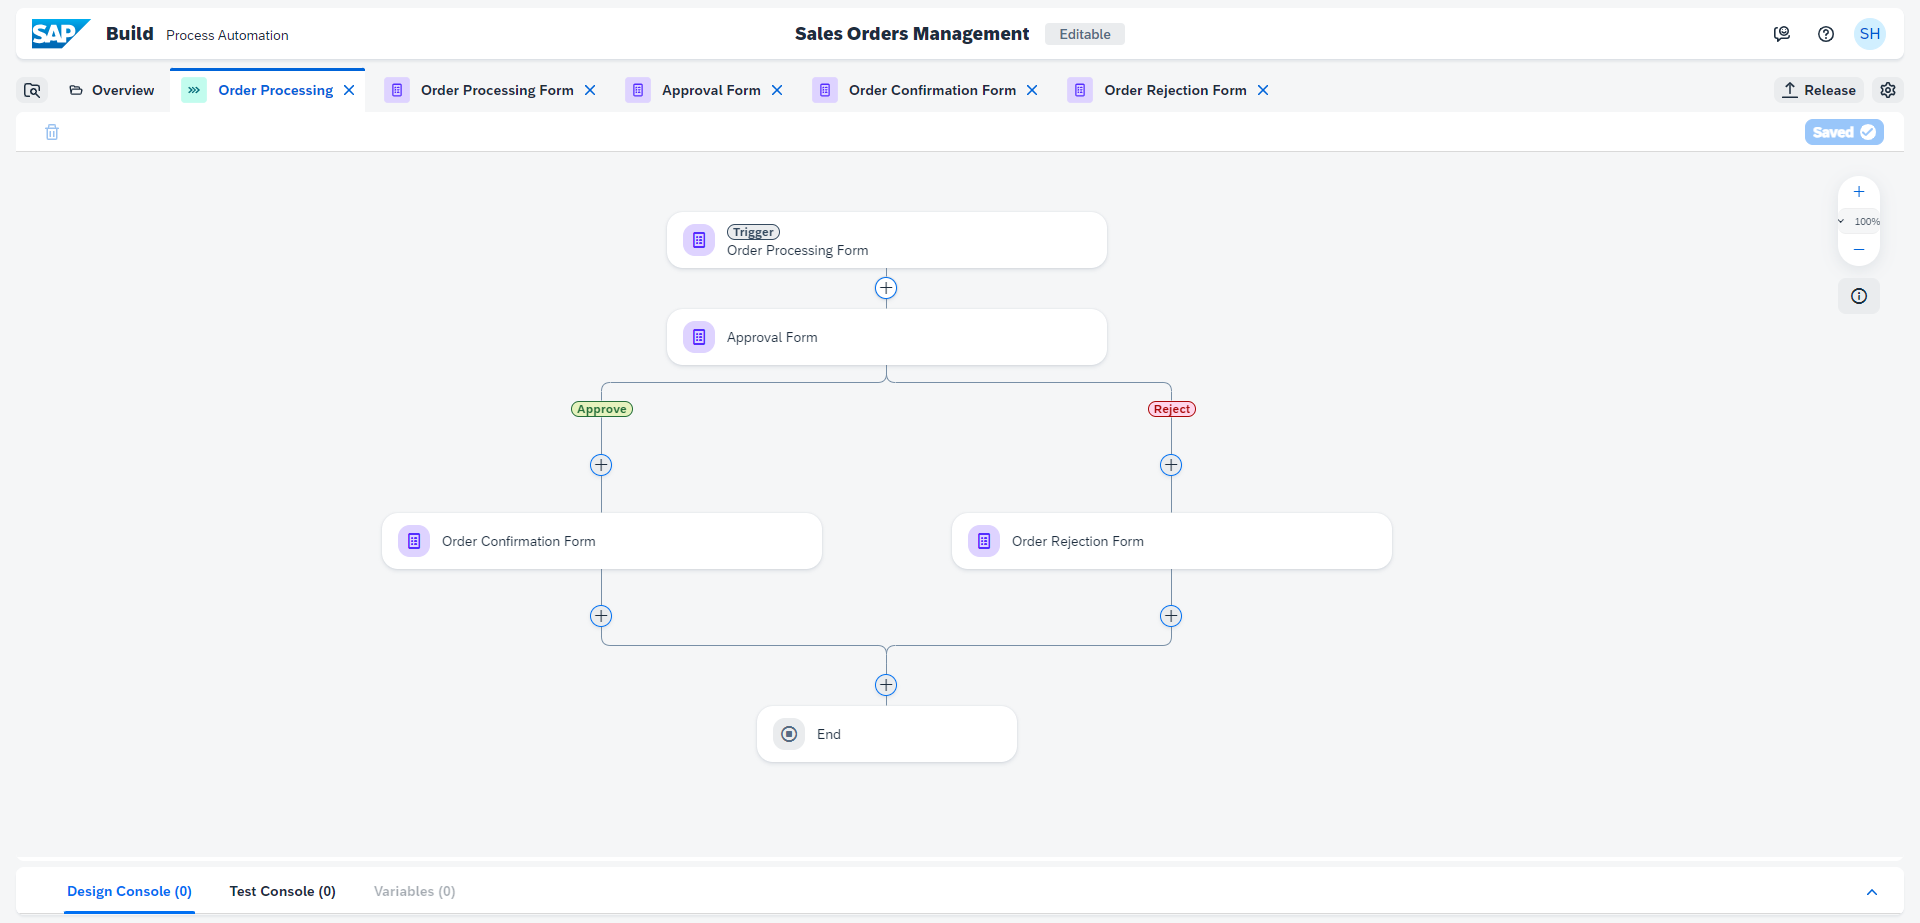 SAP Build Process Automation
Sales Orders Management Editable
SH
Overview
Order Processing
Order Processing Form
Approval Form
Order Confirmation Form
Order Rejection Form
Release
Saved
100%
Trigger
Order Processing Form
Approval Form
Approve
Reject
Order Confirmation Form
Order Rejection Form
End
Design Console (0)
Test Console (0)
Variables (0)